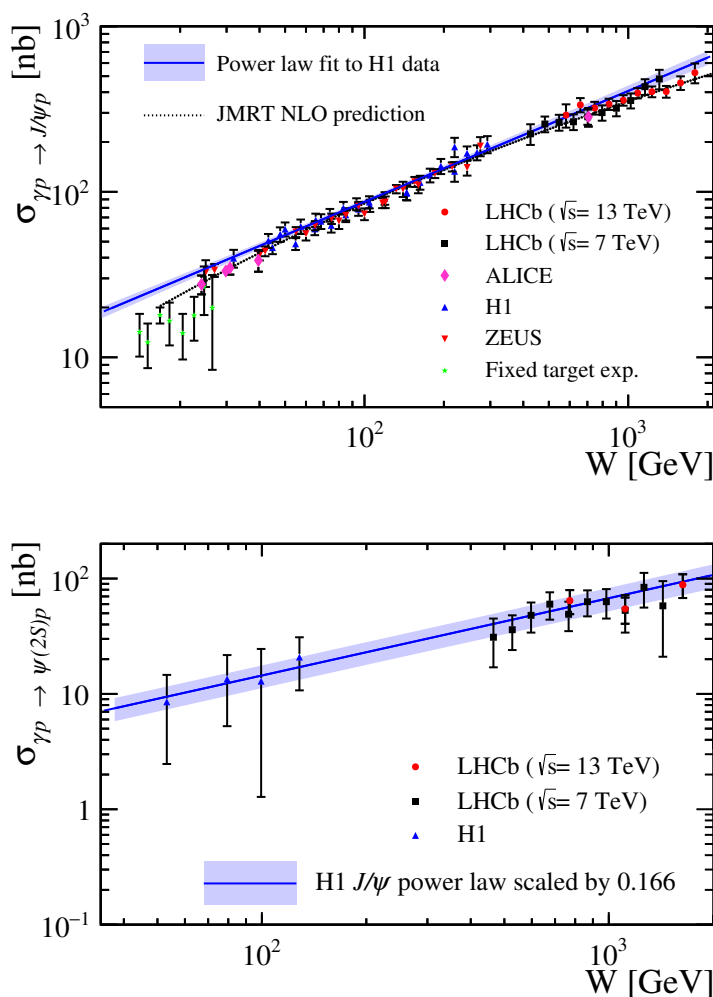 σγp → J/ψp [nb]
10³
Power law fit to H1 data
JMRT NLO prediction
10²
LHCb (√s= 13 TeV)
LHCb (√s= 7 TeV)
ALICE
H1
ZEUS
Fixed target exp.
10
10² 10³
W [GeV]
σγp → ψ(2S)p [nb]
10²
10
LHCb (√s= 13 TeV)
LHCb (√s= 7 TeV)
1
H1
H1 J/ψ power law scaled by 0.166
10⁻¹
10² 10³
W [GeV]